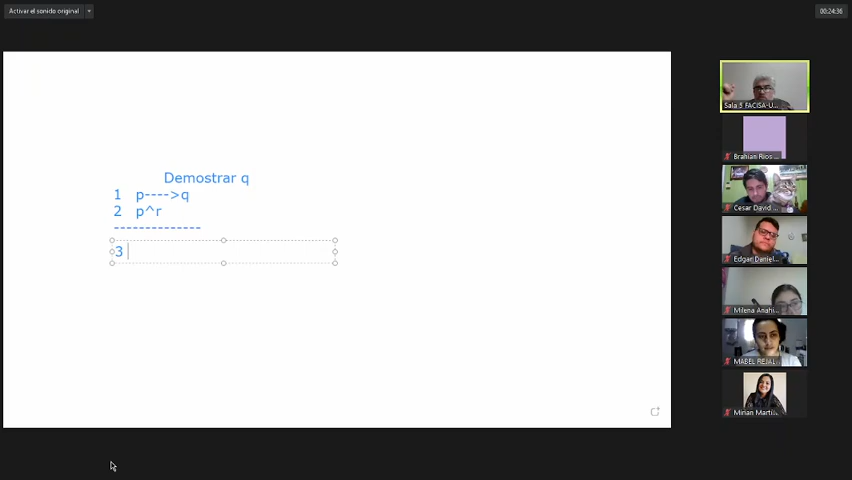 Activar el sonido original
00:24:36
Demostrar q
1 p---->q
2 p^r
--------------
3
Sala 5 FACISA-U...
Brahian Rios ...
Cesar David ...
Edgar Daniel...
Milena Anahi...
MABEL REJAL...
Mirian Marti...